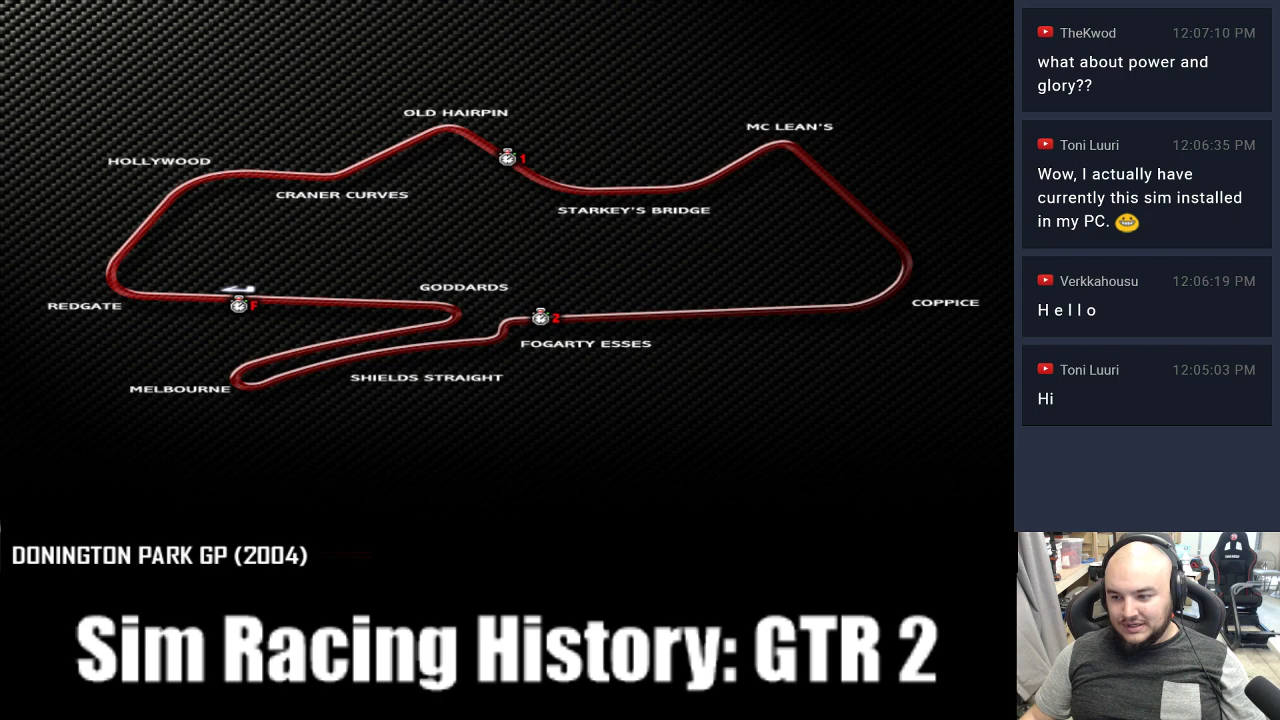 OLD HAIRPIN
MC LEAN'S
HOLLYWOOD
1
CRANER CURVES
STARKEY'S BRIDGE
GODDARDS
REDGATE
F
COPPICE
2
FOGARTY ESSES
SHIELDS STRAIGHT
MELBOURNE
DONINGTON PARK GP (2004)
Sim Racing History: GTR 2
TheKwod 12:07:10 PM
what about power and
glory??
Toni Luuri 12:06:35 PM
Wow, I actually have
currently this sim installed
in my PC. 😁
Verkkahousu 12:06:19 PM
H e l l o
Toni Luuri 12:05:03 PM
Hi